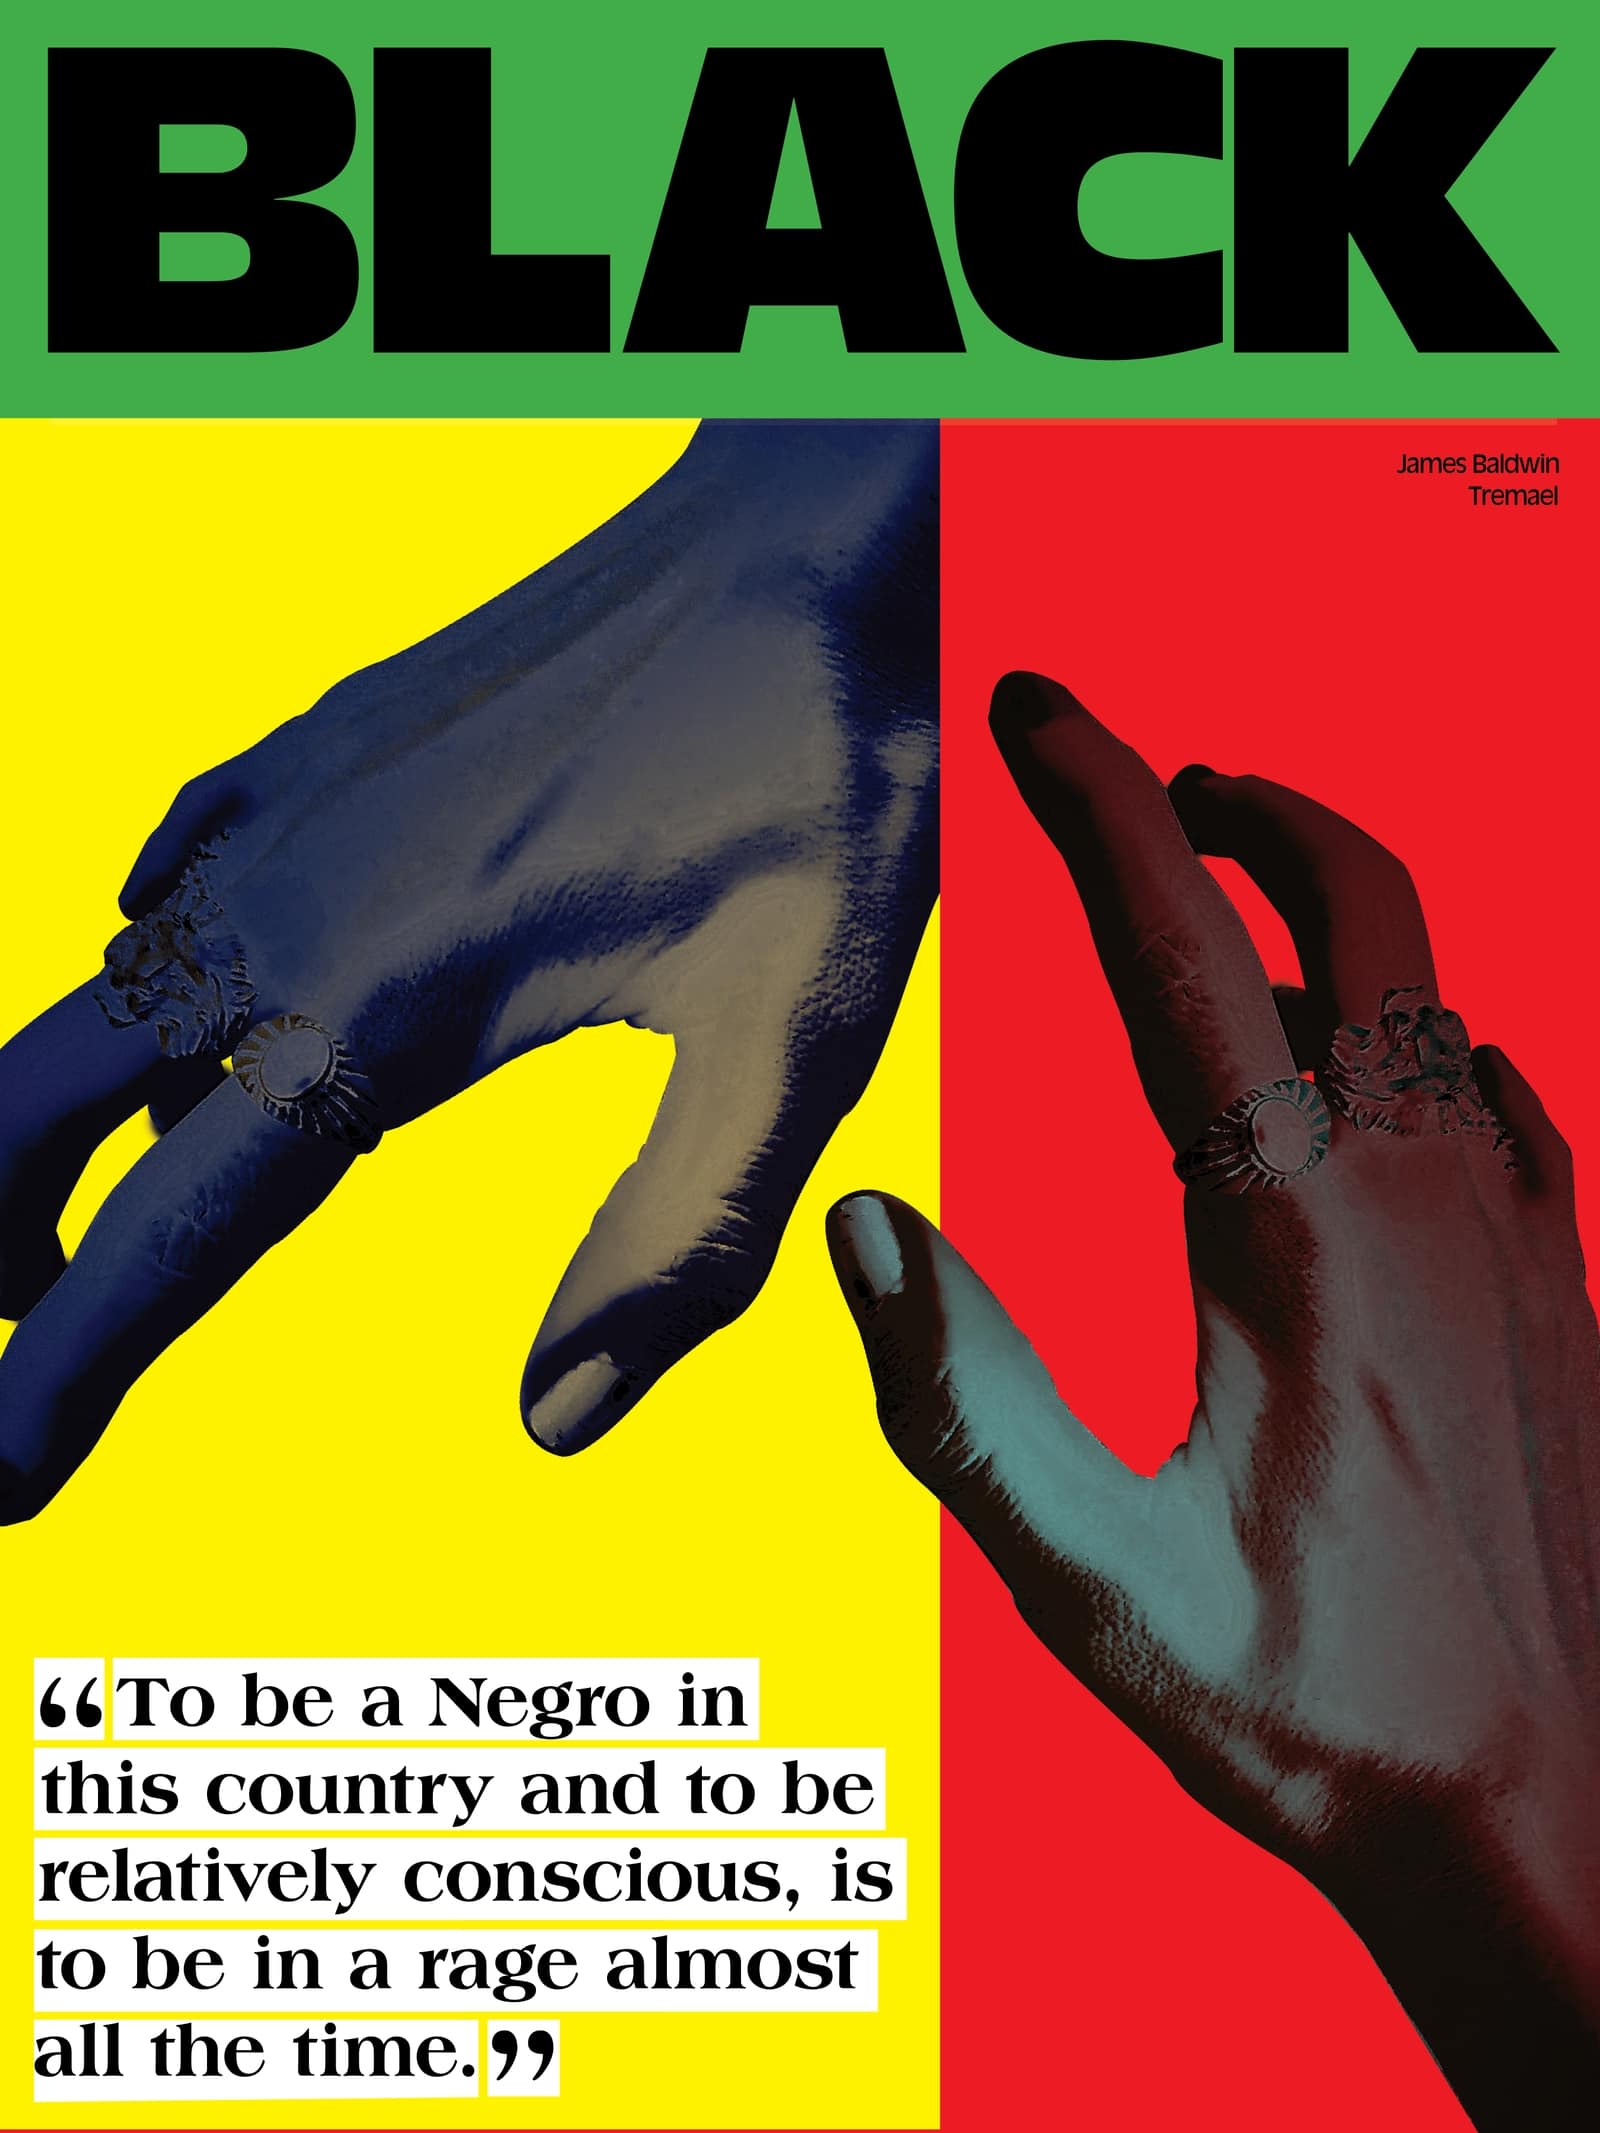 BLACK
James Baldwin
Tremael
“To be a Negro in
this country and to be
relatively conscious, is
to be in a rage almost
all the time.”